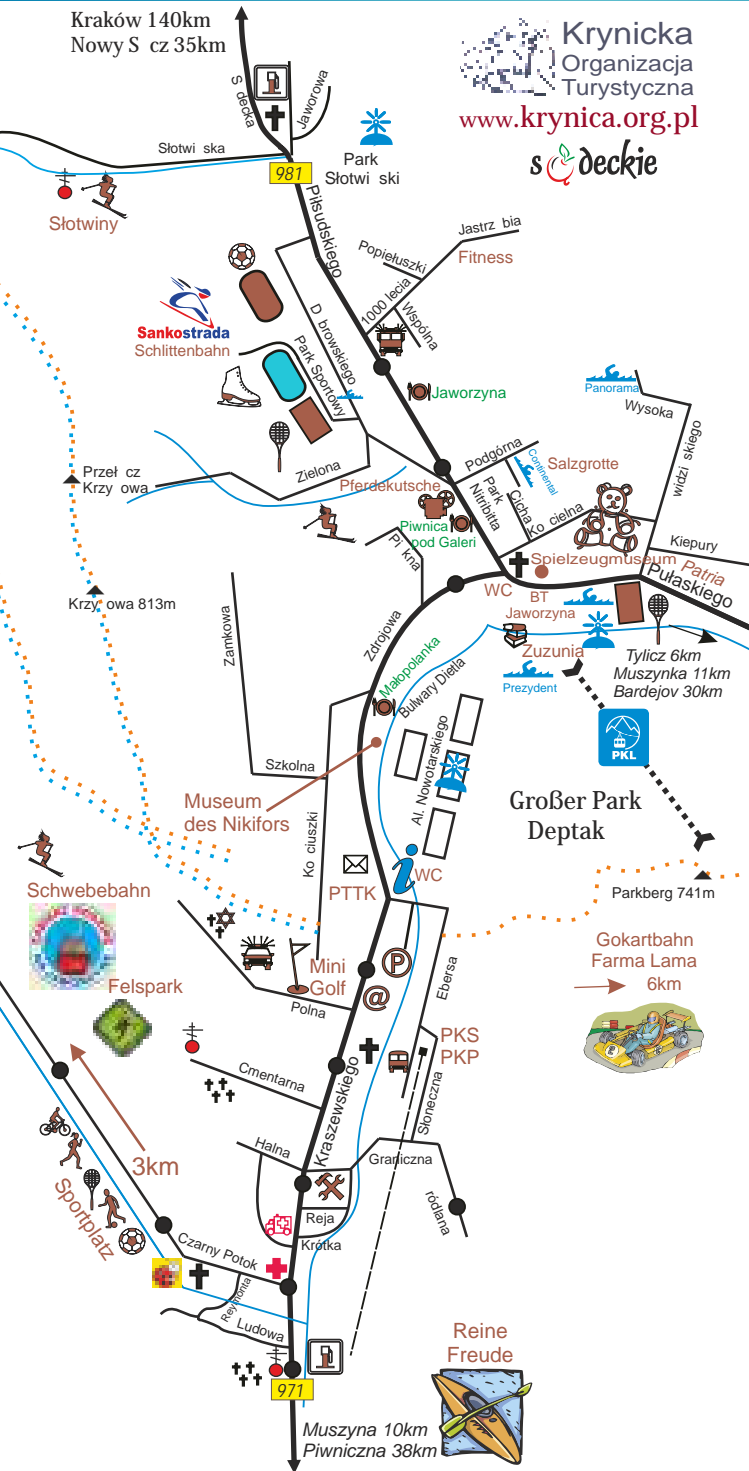 Kraków 140km
Nowy S cz 35km
Krynicka
Organizacja
Turystyczna
www.krynica.org.pl
s deckie
S decka
Jaworowa
Słotwi ska
Park
Słotwi ski
981
Słotwiny
Piłsudskiego
Jastrz bia
Popiełuszki
Fitness
1000 lecia
Wspólna
Sankostrada
Schlittenbahn
D browskiego
Park Sportowy
Jaworzyna
Panorama
Wysoka
widzi skiego
Podgórna
Continental
Salzgrotte
Zielona
Przeł cz
Krzy owa
Pferdekutsche
Park
Nitribitta
Cicha
Ko cielna
Piwnica
pod Galeri
Pi kna
Kiepury
Spielzeugmuseum
Patria
Pułaskiego
WC
BT
Jaworzyna
Krzy owa 813m
Zamkowa
Zdrojowa
Zuzunia
Tylicz 6km
Muszynka 11km
Bardejov 30km
Małopolanka
Bulwary Dietla
Prezydent
PKL
Al. Nowotarskiego
Szkolna
Museum
des Nikifors
Großer Park
Deptak
Ko ciuszki
Schwebebahn
PTTK
i
WC
Parkberg 741m
Gokartbahn
Farma Lama
6km
Mini
Golf
P
@
Ebersa
Felspark
Polna
PKS
PKP
Cmentarna
Kraszewskiego
Słoneczna
3km
Halna
Graniczna
ródlana
Sportplatz
Reja
Krótka
Czarny Potok
Reymonta
Ludowa
Reine
Freude
971
Muszyna 10km
Piwniczna 38km